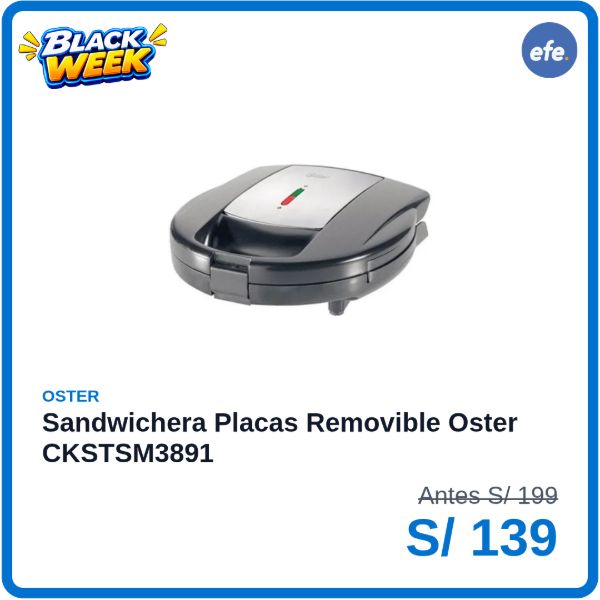 BLACK
WEEK
efe.
OSTER
Sandwichera Placas Removible Oster
CKSTSM3891
Antes S/ 199
S/ 139